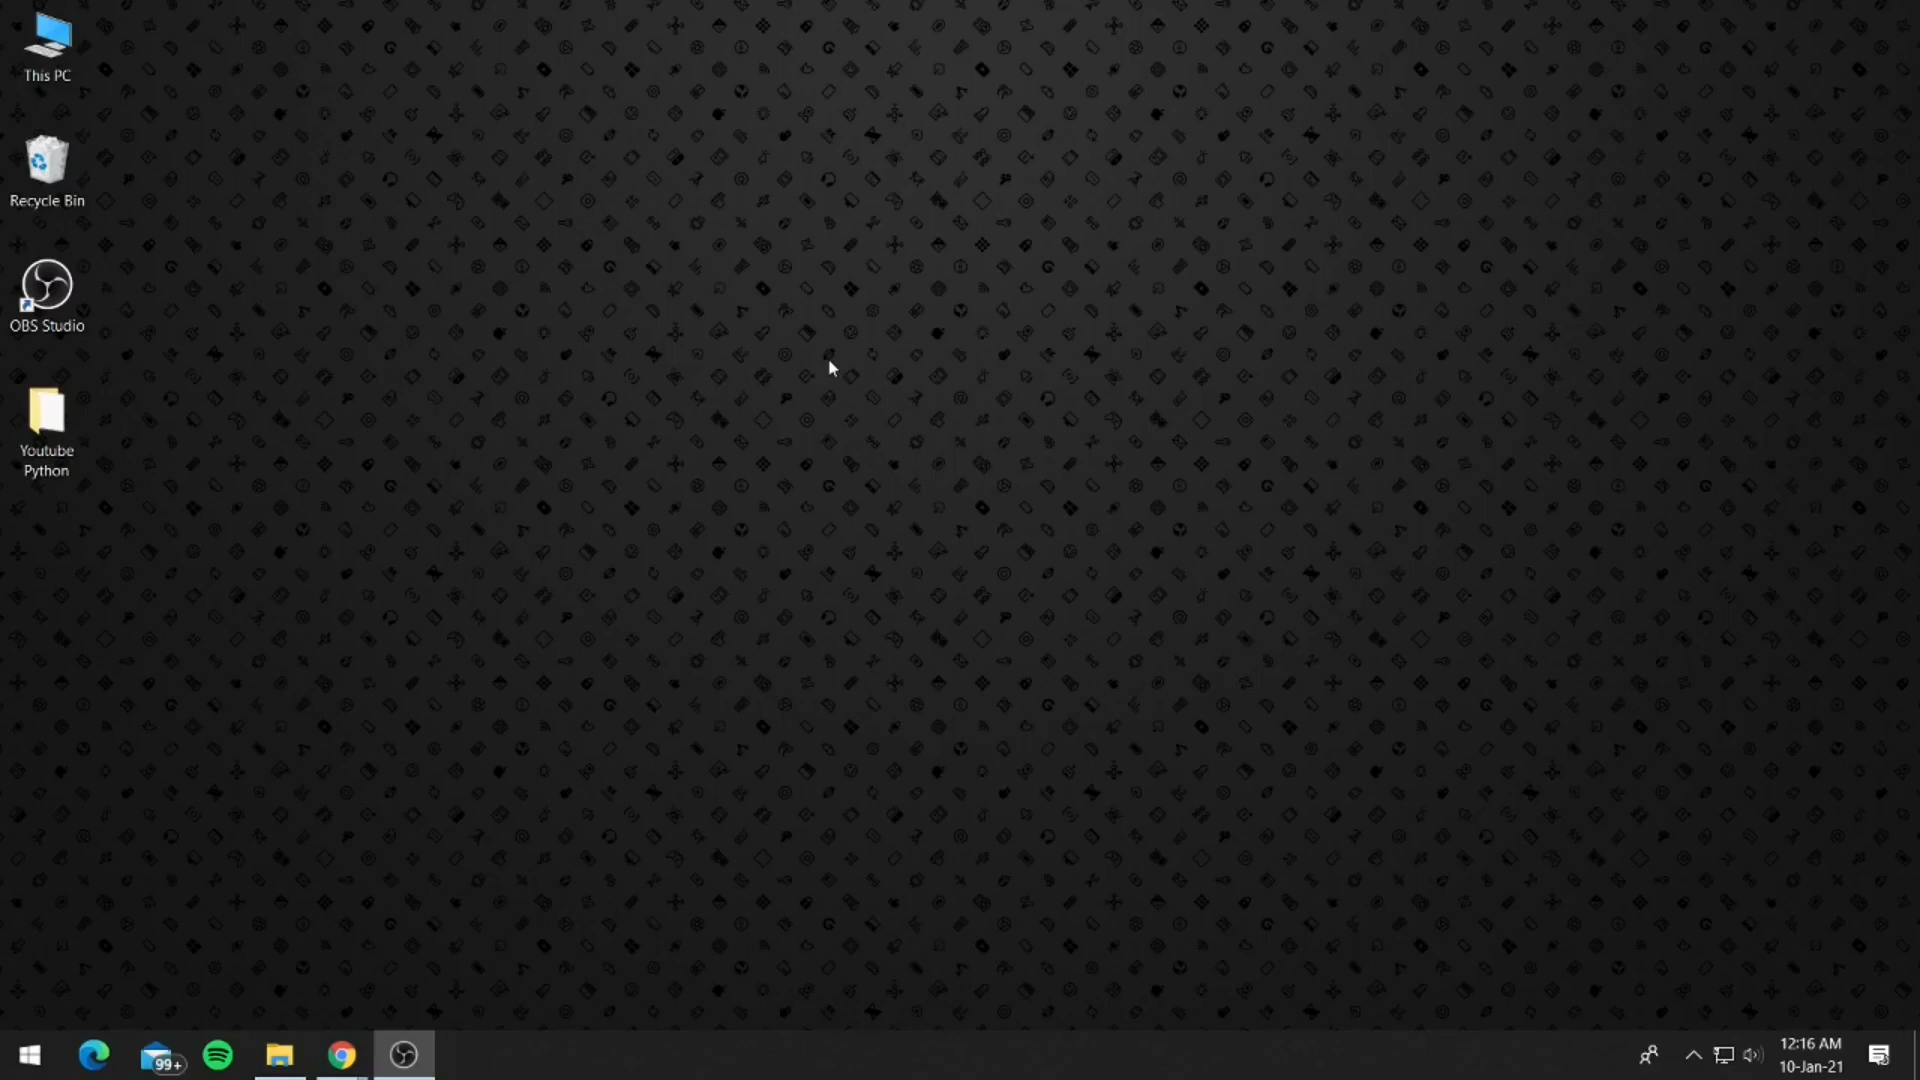 This PC
Recycle Bin
OBS Studio
Youtube
Python
99+
12:16 AM
10-Jan-21